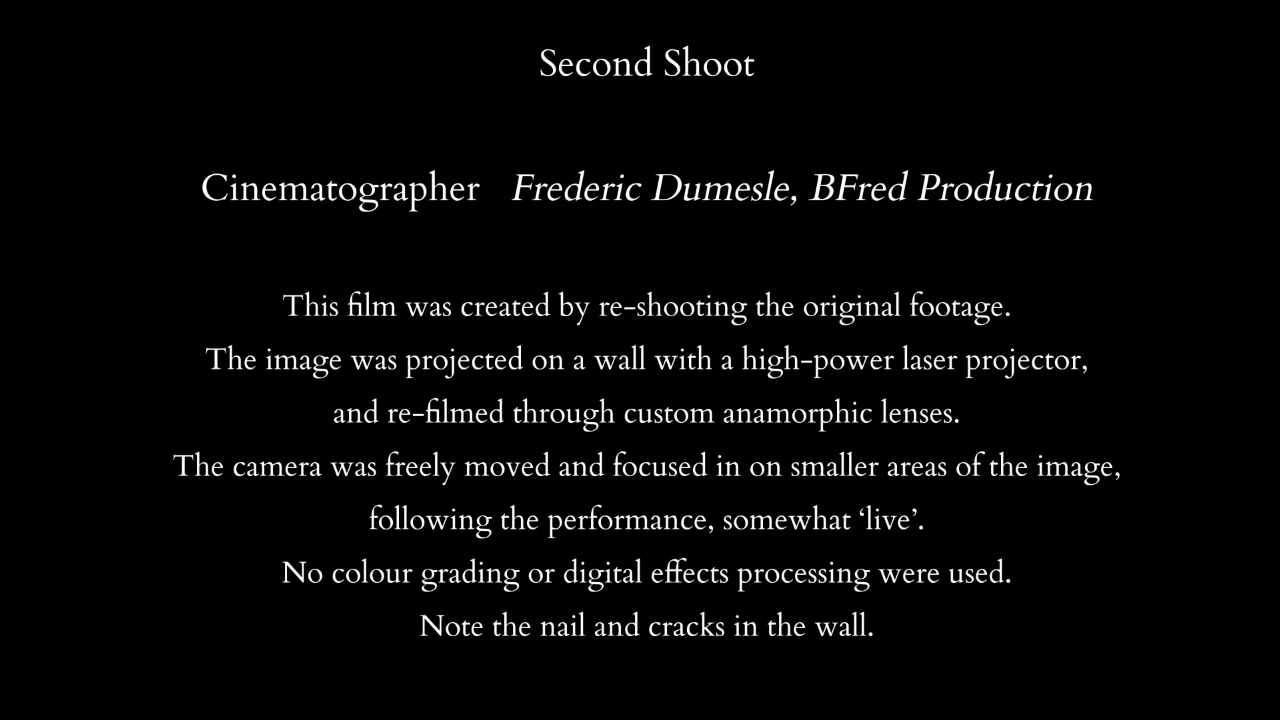 Second Shoot
Cinematographer Frederic Dumesle, BFred Production
This film was created by re-shooting the original footage.
The image was projected on a wall with a high-power laser projector,
and re-filmed through custom anamorphic lenses.
The camera was freely moved and focused in on smaller areas of the image,
following the performance, somewhat ‘live’.
No colour grading or digital effects processing were used.
Note the nail and cracks in the wall.